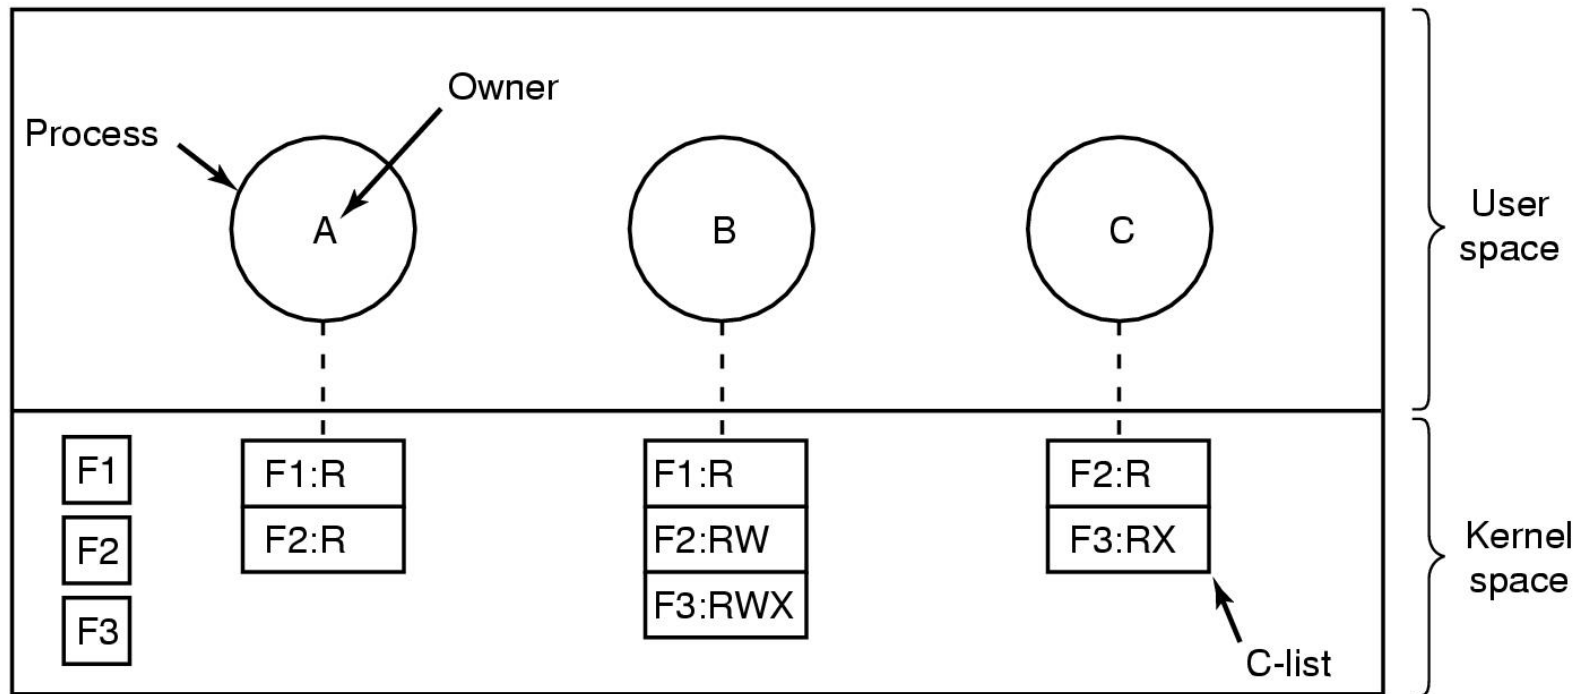 Owner
Process
A
B
C
User
space
F1
F2
F3
F1:R
F2:R
F1:R
F2:RW
F3:RWX
F2:R
F3:RX
C-list
Kernel
space